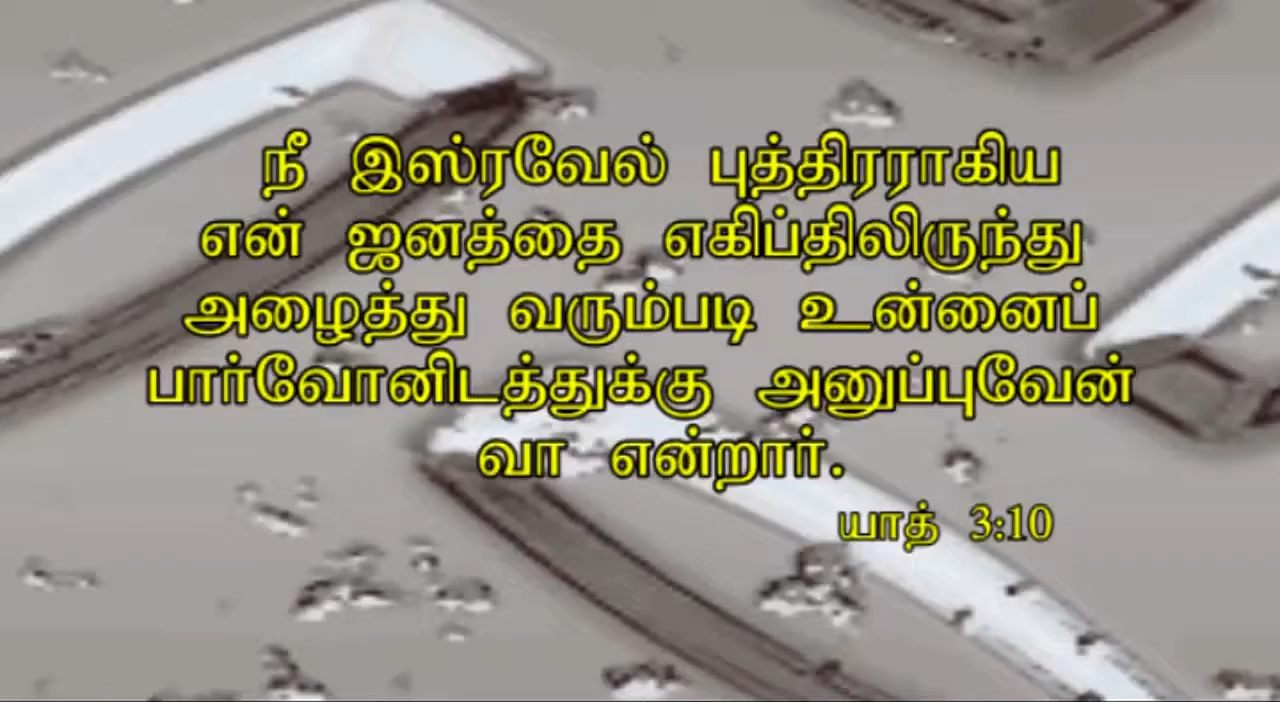 நீ இஸ்ரவேல் புத்திரராகிய
என் ஜனத்தை எகிப்திலிருந்து
அழைத்து வரும்படி உன்னைப்
பார்வோனிடத்துக்கு அனுப்புவேன்
வா என்றார்.
யாத் 3:10